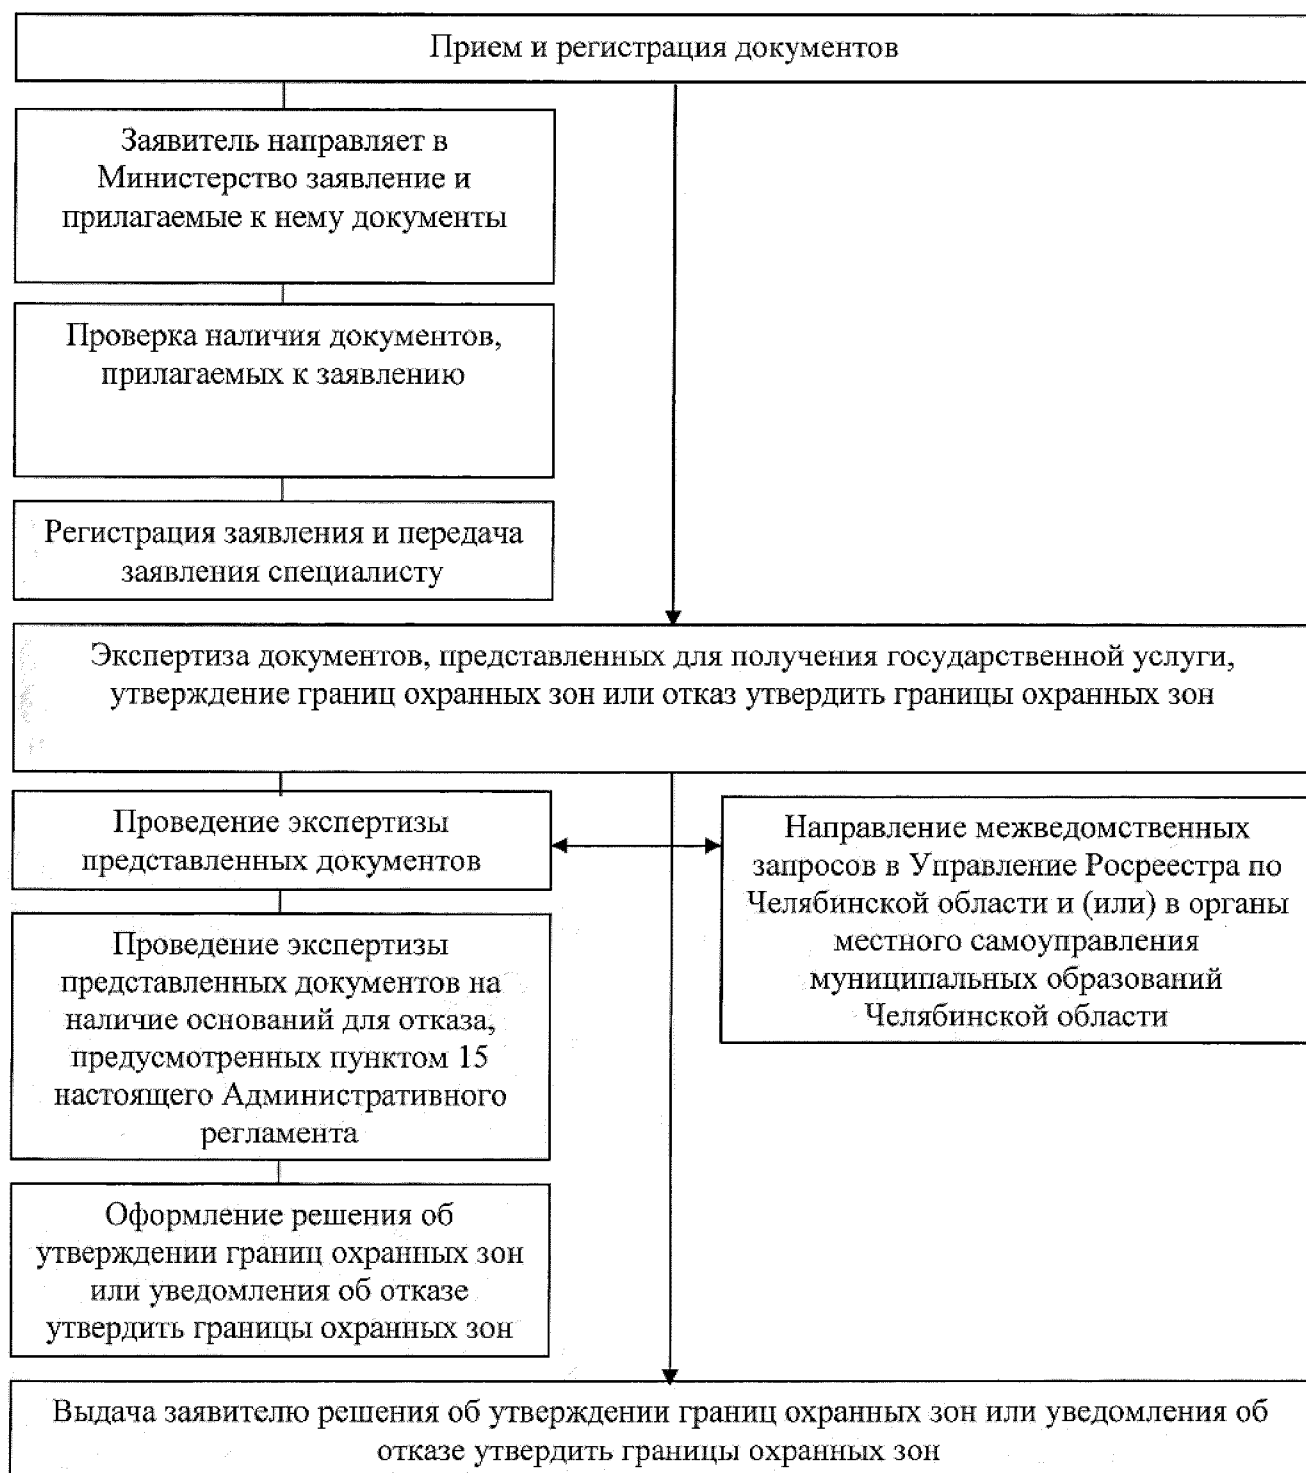 Прием и регистрация документов
Заявитель направляет в
Министерство заявление и
прилагаемые к нему документы
Проверка наличия документов,
прилагаемых к заявлению
Регистрация заявления и передача
заявления специалисту
Экспертиза документов, представленных для получения государственной услуги,
утверждение границ охранных зон или отказ утвердить границы охранных зон
Проведение экспертизы
представленных документов
Направление межведомственных
запросов в Управление Росреестра по
Челябинской области и (или) в органы
местного самоуправления
муниципальных образований
Челябинской области
Проведение экспертизы
представленных документов на
наличие оснований для отказа,
предусмотренных пунктом 15
настоящего Административного
регламента
Оформление решения об
утверждении границ охранных зон
или уведомления об отказе
утвердить границы охранных зон
Выдача заявителю решения об утверждении границ охранных зон или уведомления об
отказе утвердить границы охранных зон